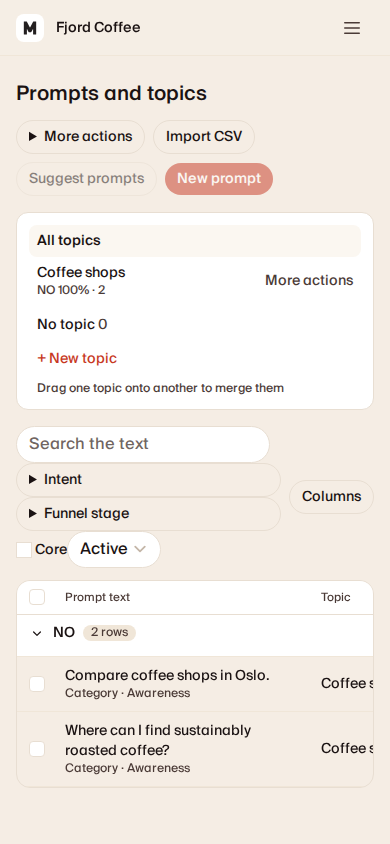 M
Fjord Coffee
Prompts and topics
More actions
Import CSV
Suggest prompts
New prompt
All topics
Coffee shops
NO 100% · 2
More actions
No topic 0
+ New topic
Drag one topic onto another to merge them
Search the text
Intent
Funnel stage
Columns
Core
Active
Prompt text
Topic
NO
2 rows
Compare coffee shops in Oslo.
Category · Awareness
Coffee s
Where can I find sustainably
roasted coffee?
Category · Awareness
Coffee s